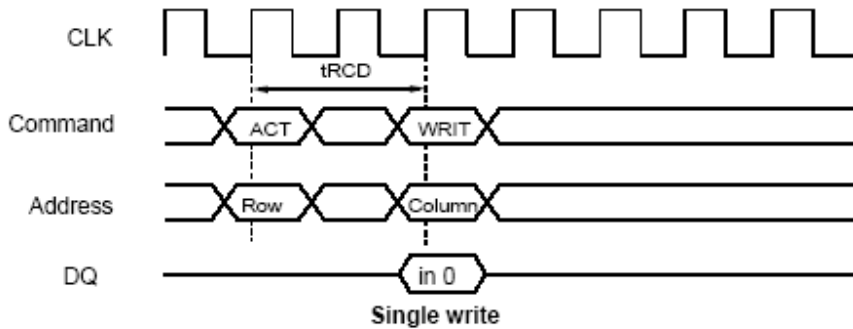 CLK
tRCD
Command ACT WRIT
Address Row Column
DQ in 0
Single write